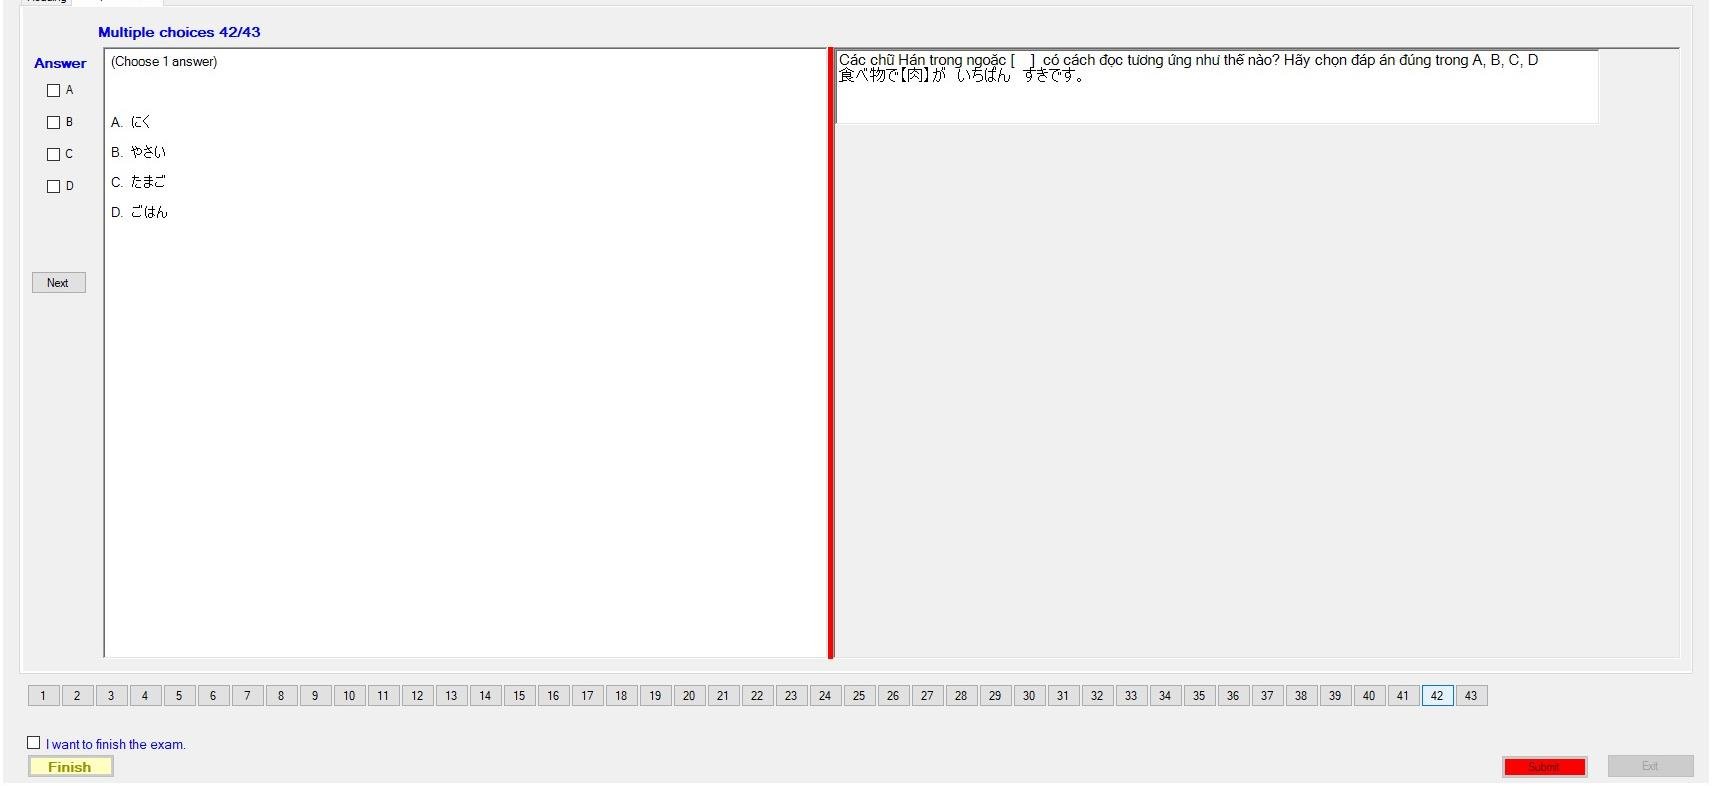 Multiple choices 42/43
Answer
A
B
C
D
Next
(Choose 1 answer)
A. にく
B. やさい
C. たまご
D. ごはん
Các chữ Hán trong ngoặc [ ] có cách đọc tương ứng như thế nào? Hãy chọn đáp án đúng trong A, B, C, D
食べ物で【肉】が いちばん すきです。
1 2 3 4 5 6 7 8 9 10 11 12 13 14 15 16 17 18 19 20 21 22 23 24 25 26 27 28 29 30 31 32 33 34 35 36 37 38 39 40 41 42 43
I want to finish the exam.
Finish
Submit
Exit